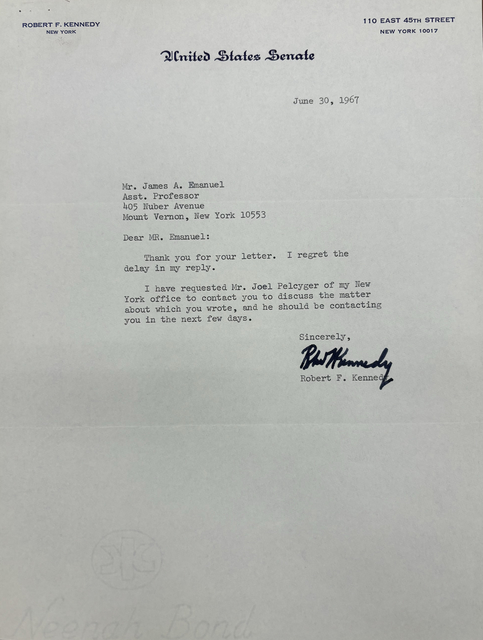 ROBERT F. KENNEDY
NEW YORK
110 EAST 45TH STREET
NEW YORK 10017
United States Senate
June 30, 1967
Mr. James A. Emanuel
Asst. Professor
405 Nuber Avenue
Mount Vernon, New York 10553
Dear MR. Emanuel:
Thank you for your letter. I regret the
delay in my reply.
I have requested Mr. Joel Pelcyger of my New
York office to contact you to discuss the matter
about which you wrote, and he should be contacting
you in the next few days.
Sincerely,
Robert F. Kennedy
Neenah Bond